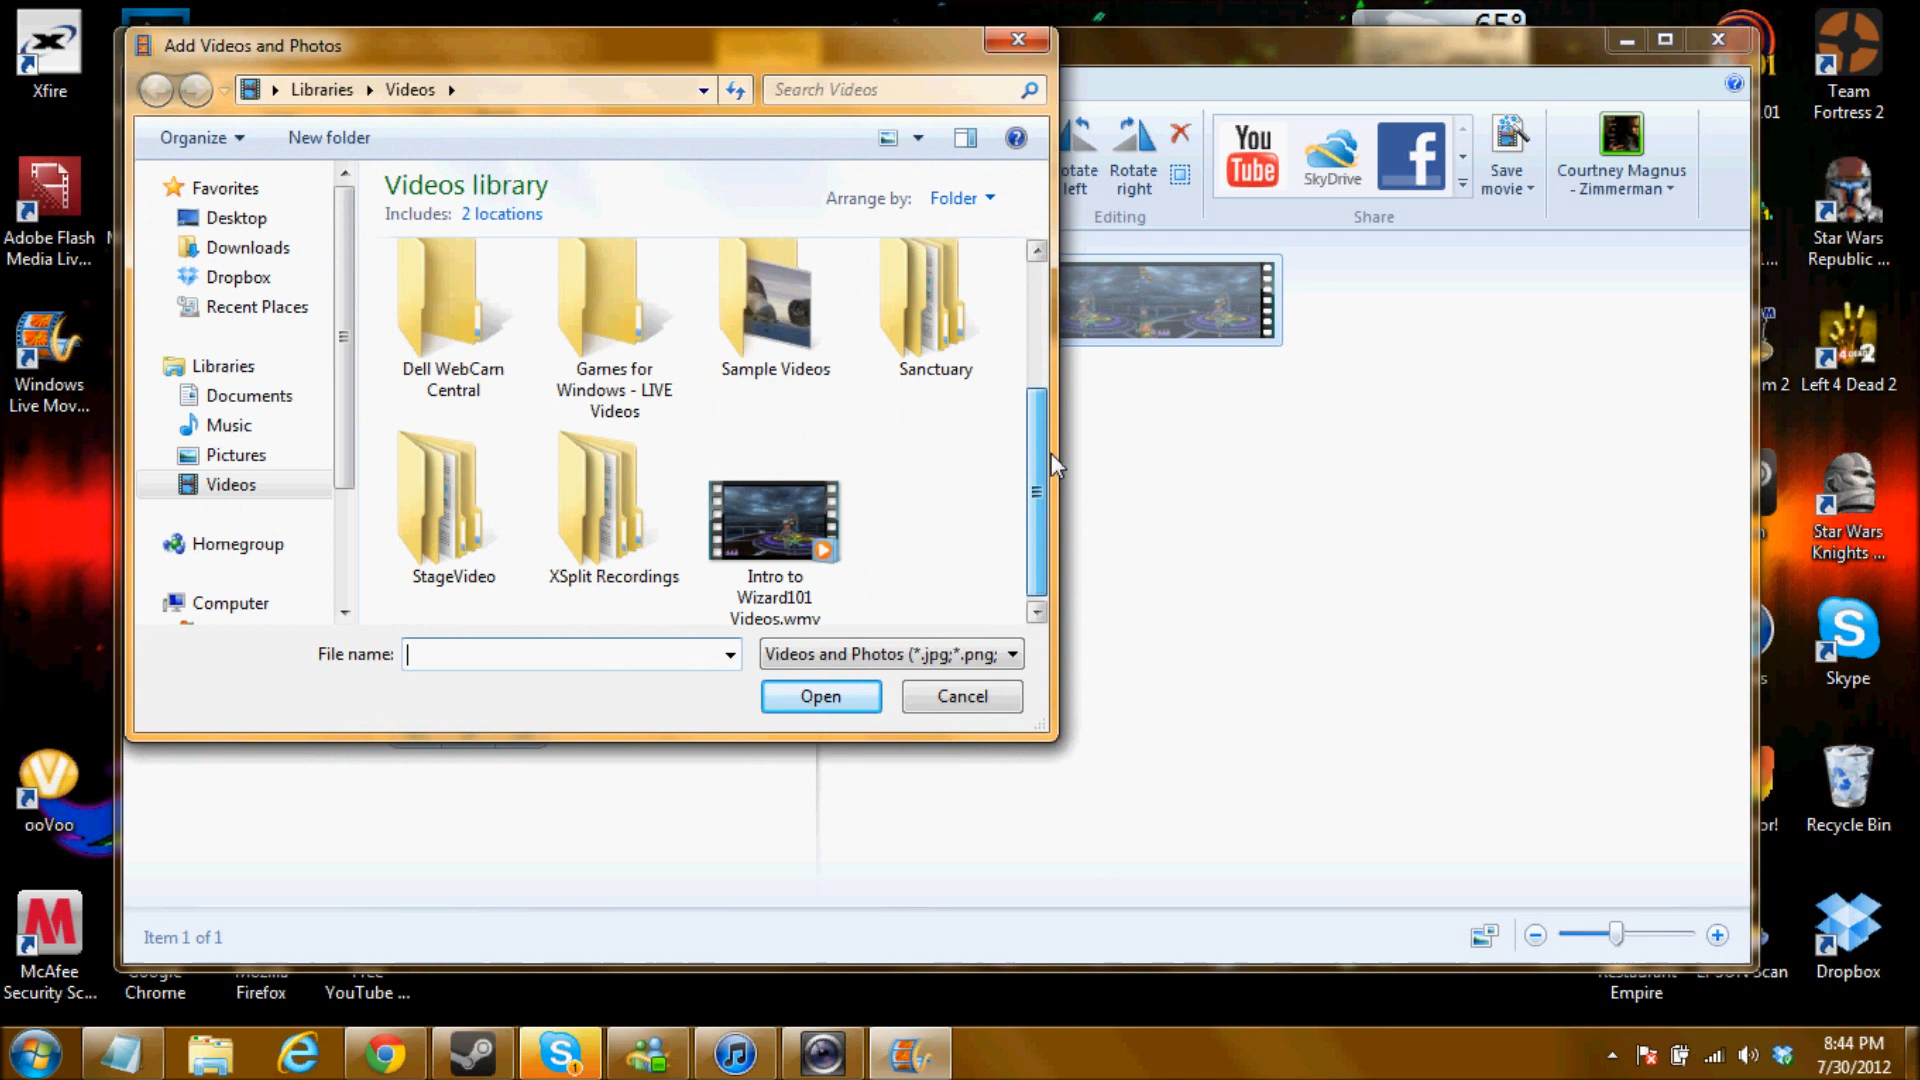 Xfire
Adobe Flash
Media Liv...
Windows
Live Mov...
ooVoo
McAfee
Security Sc...
Add Videos and Photos
Libraries
Videos
Search Videos
Organize
New folder
Favorites
Desktop
Downloads
Dropbox
Recent Places
Libraries
Documents
Music
Pictures
Videos
Homegroup
Computer
Videos library
Includes: 2 locations
Arrange by: Folder
Dell WebCam
Central
Games for
Windows - LIVE
Videos
Sample Videos
Sanctuary
StageVideo
XSplit Recordings
Intro to
Wizard101
Videos.wmv
File name:
Videos and Photos (*.jpg;*.png;
Open
Cancel
65°
otate
left
Rotate
right
Editing
You
Tube
SkyDrive
f
Share
Save
movie
Courtney Magnus
- Zimmerman
Item 1 of 1
Google
Chrome
Mozilla
Firefox
Free
YouTube ...
Restaurant
Empire
Team
Fortress 2
Star Wars
Republic ...
Left 4 Dead 2
Star Wars
Knights ...
Skype
Recycle Bin
Dropbox
8:44 PM
7/30/2012